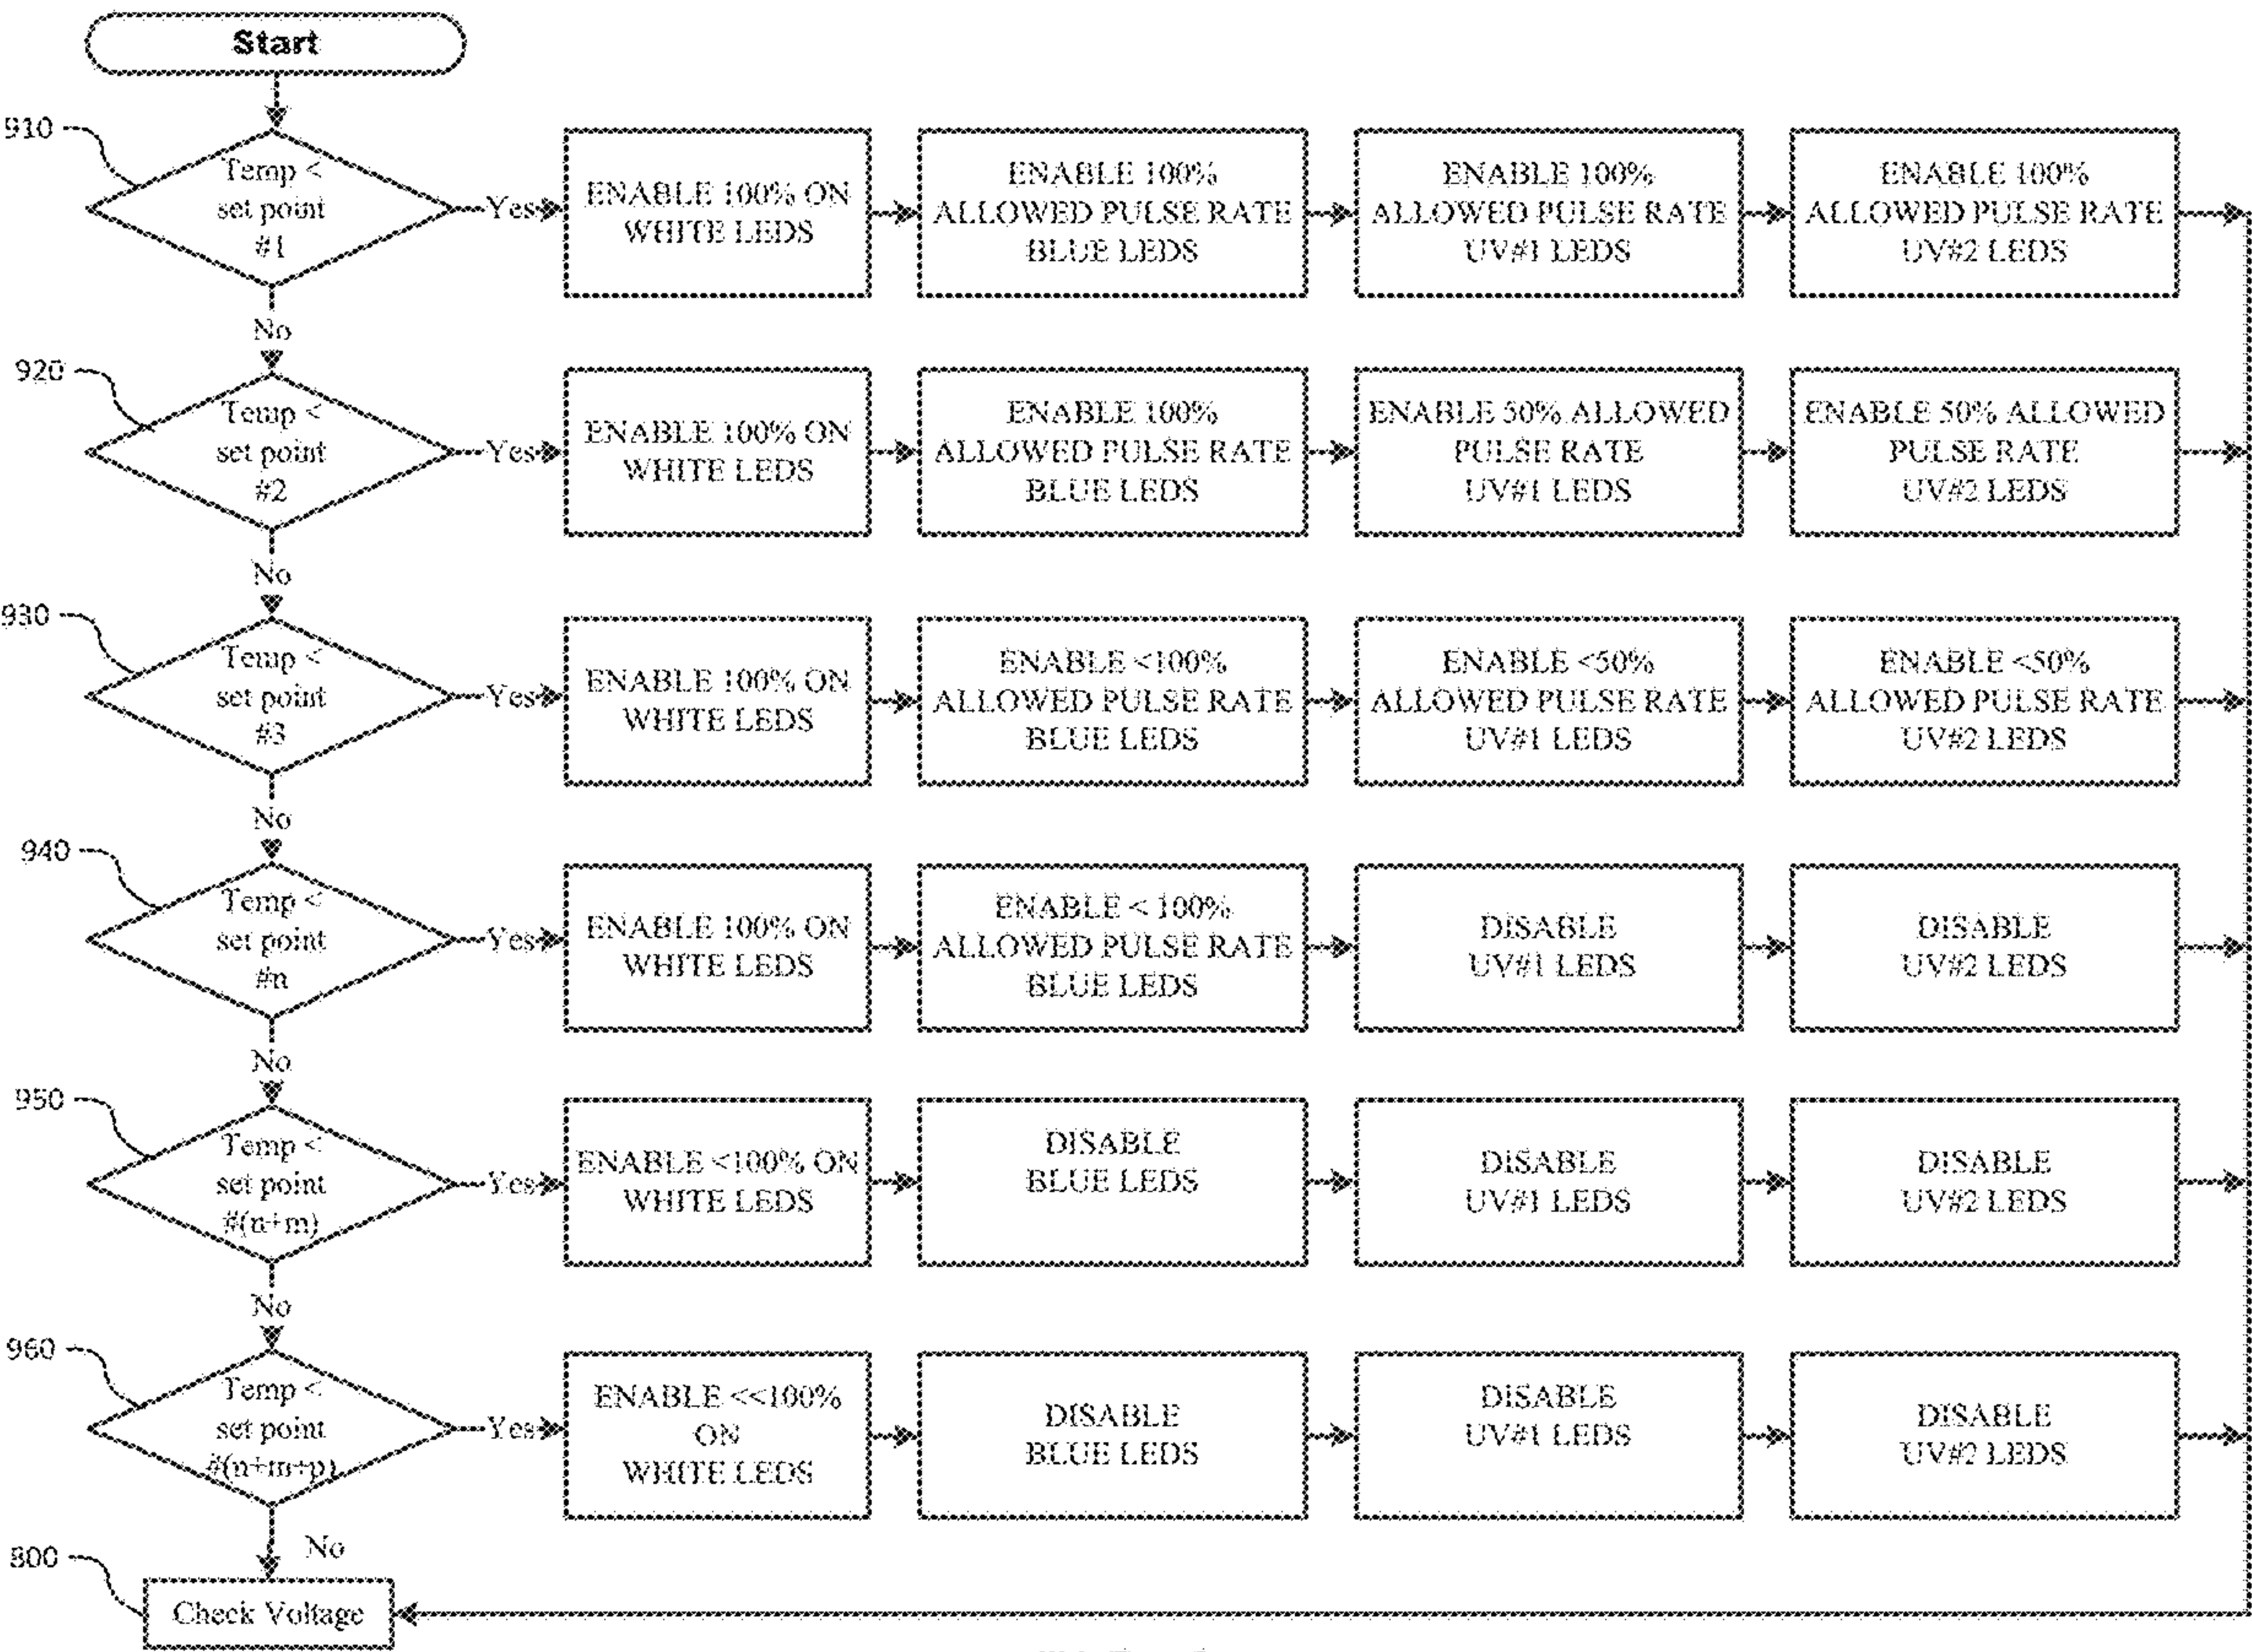 Start
910
Temp <
set point
#1
Yes
ENABLE 100% ON
WHITE LEDS
ENABLE 100%
ALLOWED PULSE RATE
BLUE LEDS
ENABLE 100%
ALLOWED PULSE RATE
UV#1 LEDS
ENABLE 100%
ALLOWED PULSE RATE
UV#2 LEDS
No
920
Temp <
set point
#2
Yes
ENABLE 100% ON
WHITE LEDS
ENABLE 100%
ALLOWED PULSE RATE
BLUE LEDS
ENABLE 50% ALLOWED
PULSE RATE
UV#1 LEDS
ENABLE 50% ALLOWED
PULSE RATE
UV#2 LEDS
No
930
Temp <
set point
#3
Yes
ENABLE 100% ON
WHITE LEDS
ENABLE <100%
ALLOWED PULSE RATE
BLUE LEDS
ENABLE <50%
ALLOWED PULSE RATE
UV#1 LEDS
ENABLE <50%
ALLOWED PULSE RATE
UV#2 LEDS
No
940
Temp <
set point
#n
Yes
ENABLE 100% ON
WHITE LEDS
ENABLE < 100%
ALLOWED PULSE RATE
BLUE LEDS
DISABLE
UV#1 LEDS
DISABLE
UV#2 LEDS
No
950
Temp <
set point
#(n+m)
Yes
ENABLE <100% ON
WHITE LEDS
DISABLE
BLUE LEDS
DISABLE
UV#1 LEDS
DISABLE
UV#2 LEDS
No
960
Temp <
set point
#(n+m+p)
Yes
ENABLE <<100%
ON
WHITE LEDS
DISABLE
BLUE LEDS
DISABLE
UV#1 LEDS
DISABLE
UV#2 LEDS
No
800
Check Voltage